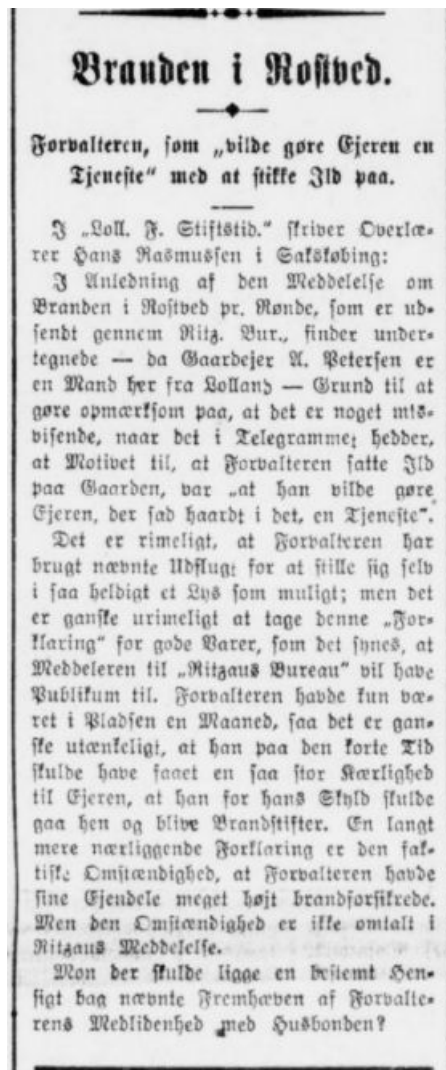 Branden i Rostved.
Forvalteren, som „vilde gøre Ejeren en
Tjeneste“ med at stikke Ild paa.
I „Loll. F. Stiftstid.“ skriver Overlæ-
rer Hans Rasmussen i Sakskøbing:
I Anledning af den Meddelelse om
Branden i Rostved pr. Rønde, som er ud-
sendt gennem Ritz. Bur., finder under-
tegnede — da Gaardejer A. Petersen er
en Mand her fra Lolland — Grund til at
gøre opmærksom paa, at det er noget mis-
visende, naar det i Telegrammet hedder,
at Motivet til, at Forvalteren satte Ild
paa Gaarden, var „at han vilde gøre
Ejeren, der sad haardt i det, en Tjeneste“.
Det er rimeligt, at Forvalteren har
brugt nævnte Udflugt for at stille sig selv
i saa heldigt et Lys som muligt; men det
er ganske urimeligt at tage denne „For-
klaring“ for gode Varer, som det synes, at
Meddeleren til „Ritzaus Bureau“ vil have
Publikum til. Forvalteren havde kun væ-
ret i Pladsen en Maaned, saa det er gan-
ske utænkeligt, at han paa den korte Tid
skulde have faaet en saa stor Kærlighed
til Ejeren, at han for hans Skyld skulde
gaa hen og blive Brandstifter. En langt
mere nærliggende Forklaring er den fak-
tiske Omstændighed, at Forvalteren havde
sine Ejendele meget højt brandforsikrede.
Men den Omstændighed er ikke omtalt i
Ritzaus Meddelelse.
Mon der skulde ligge en bestemt Hen-
sigt bag nævnte Fremhæven af Forvalte-
rens Medlidenhed med Husbonden?